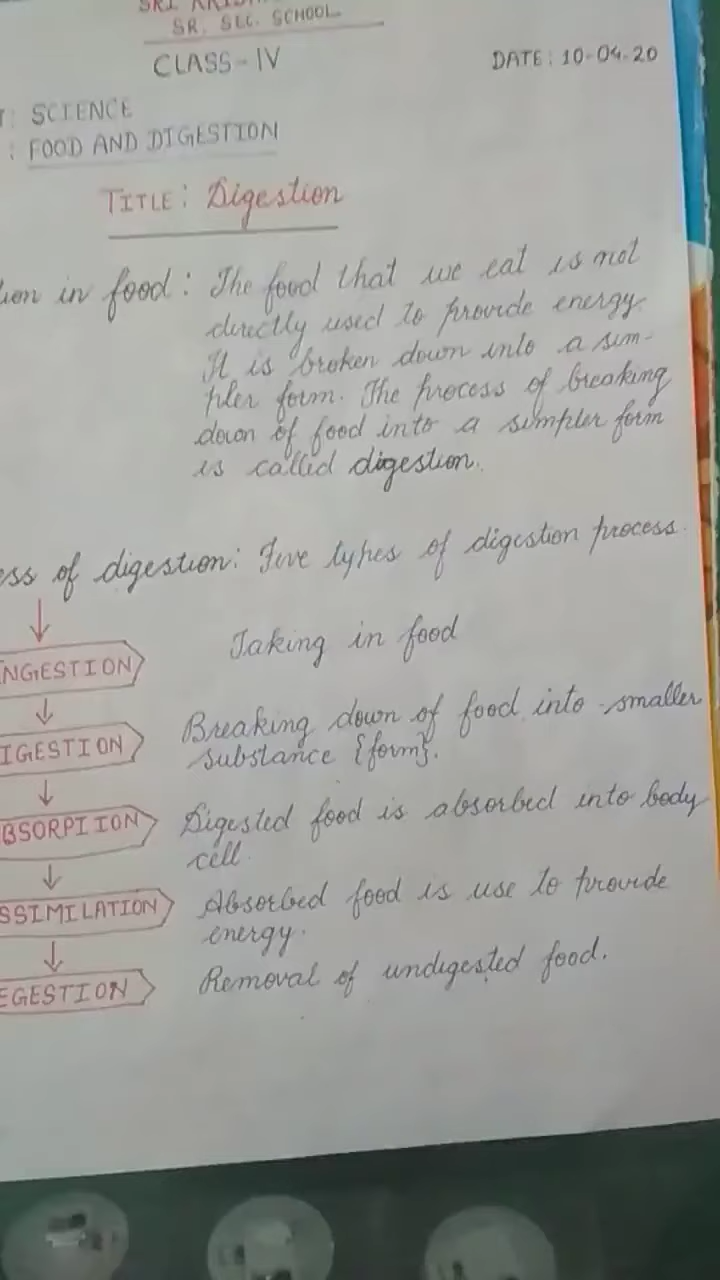 SR. SEC. SCHOOL
CLASS-IV
DATE: 10-04-20
: SCIENCE
: FOOD AND DIGESTION
TITLE: Digestion
in food: The food that we eat is not
directly used to provide energy.
It is broken down into a sim-
pler form. The process of breaking
down of food into a simpler form
is called digestion.
ess of digestion: Five types of digestion process.
↓
NGESTION Taking in food
↓
IGESTION Breaking down of food into smaller
substance {form}.
↓
BSORPTION Digested food is absorbed into body
cell.
↓
SSIMILATION Absorbed food is use to provide
energy.
↓
EGESTION Removal of undigested food.